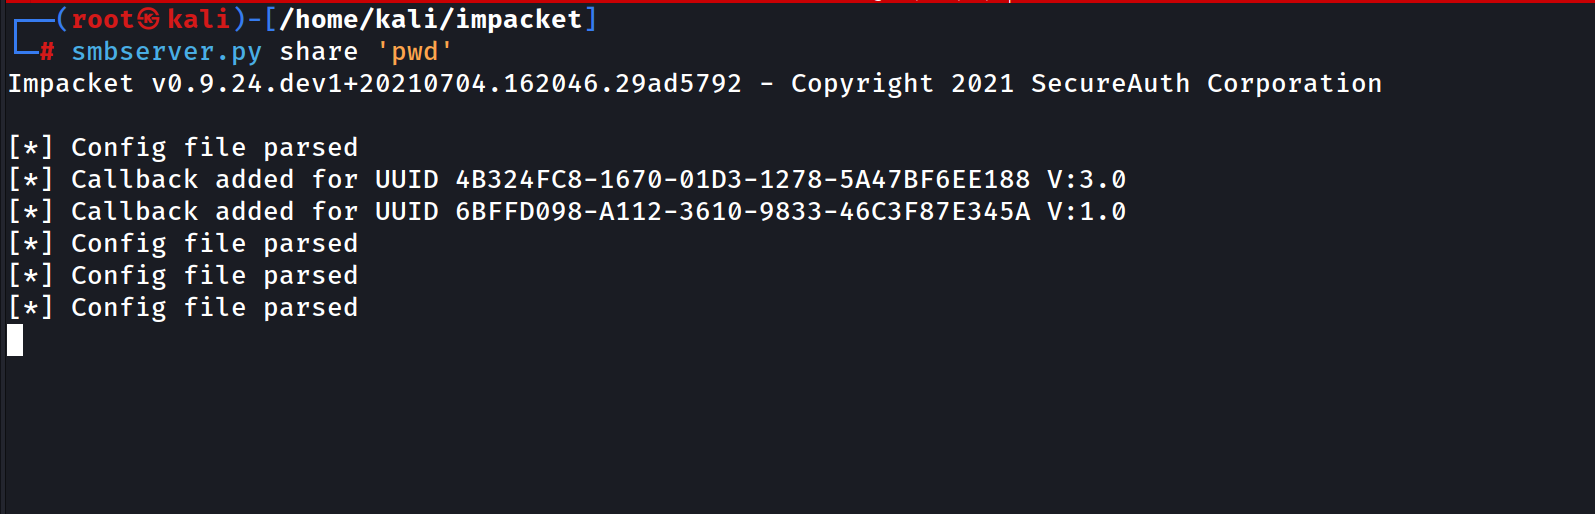 ┌──(root㉿kali)-[/home/kali/impacket]
└─# smbserver.py share 'pwd'
Impacket v0.9.24.dev1+20210704.162046.29ad5792 - Copyright 2021 SecureAuth Corporation
[*] Config file parsed
[*] Callback added for UUID 4B324FC8-1670-01D3-1278-5A47BF6EE188 V:3.0
[*] Callback added for UUID 6BFFD098-A112-3610-9833-46C3F87E345A V:1.0
[*] Config file parsed
[*] Config file parsed
[*] Config file parsed